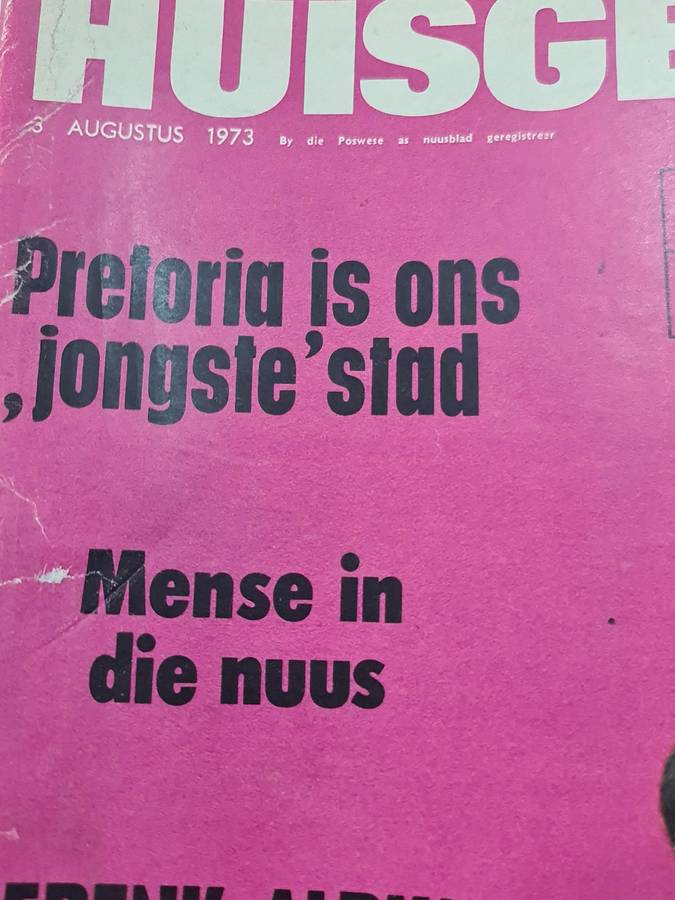 HUISGE
3 AUGUSTUS 1973 By die Poswese as nuusblad geregistreer
Pretoria is ons
‚jongste’ stad
Mense in
die nuus